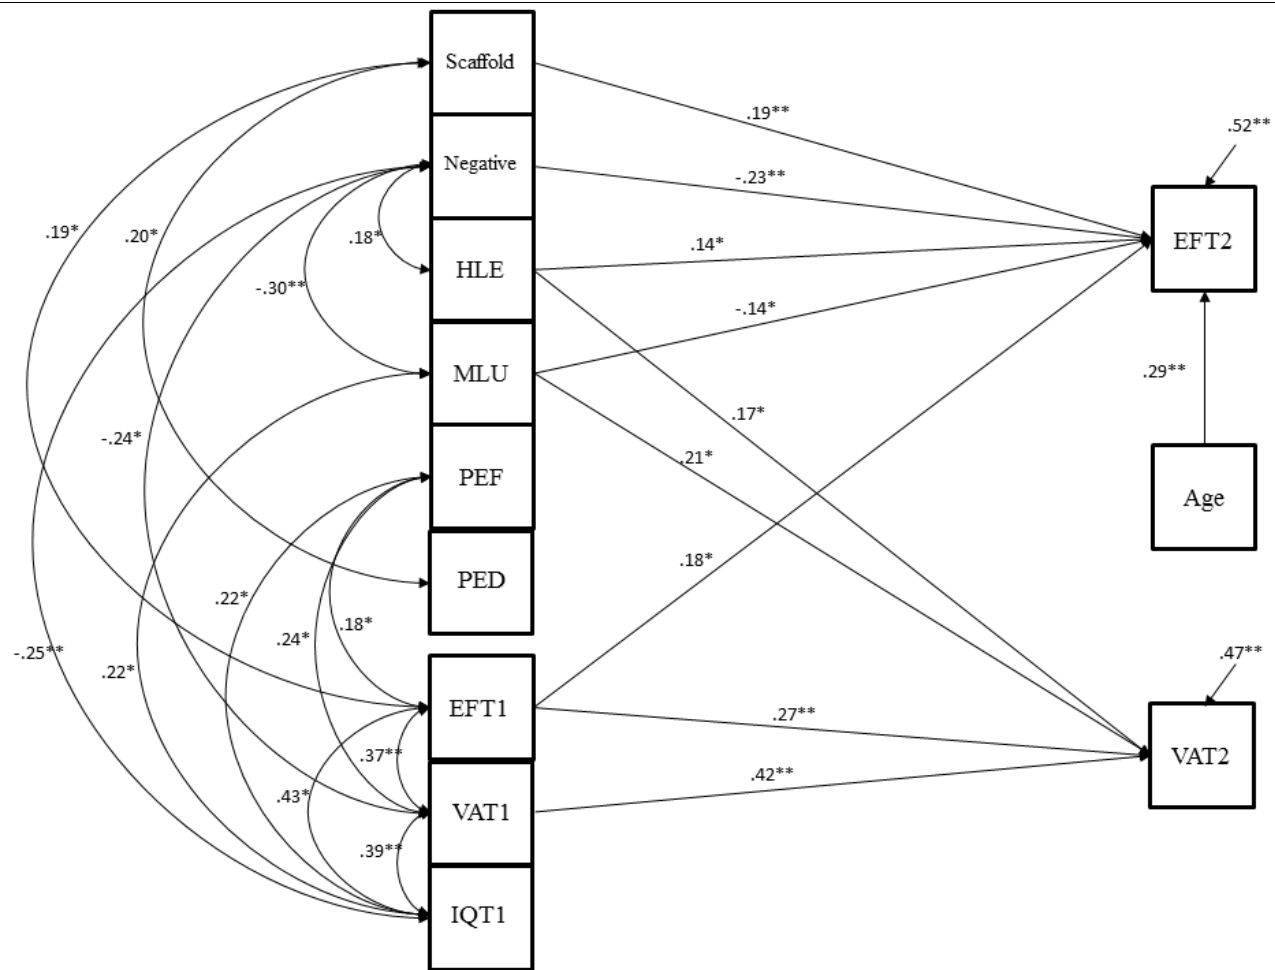 Scaffold
.19**
.52**
Negative
-.23**
.19*
.20*
.18*
HLE
.14*
EFT2
-.30**
-.14*
MLU
.29**
.17*
-.24*
.21*
PEF
Age
.18*
PED
.22*
.24*
.18*
-.25**
.22*
.47**
EFT1
.27**
.37**
VAT2
.42**
.43*
VAT1
.39**
IQT1